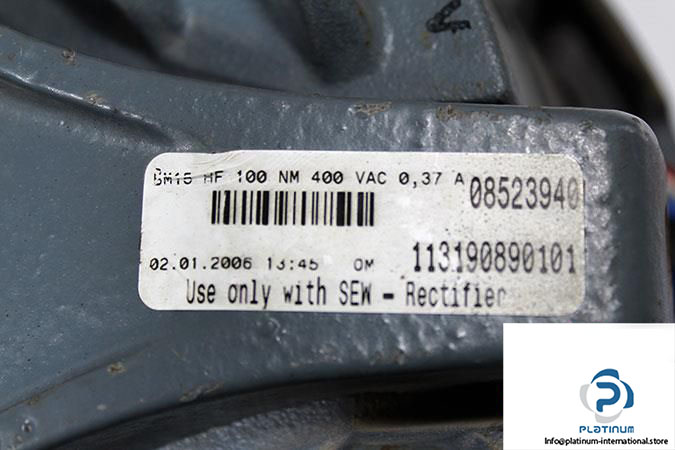 BM15 HF 100 NM 400 VAC 0,37 A 08523940
02.01.2006 13:45 OM 113190890101
Use only with SEW - Rectifier
PLATINUM
Info@platinum-international.store